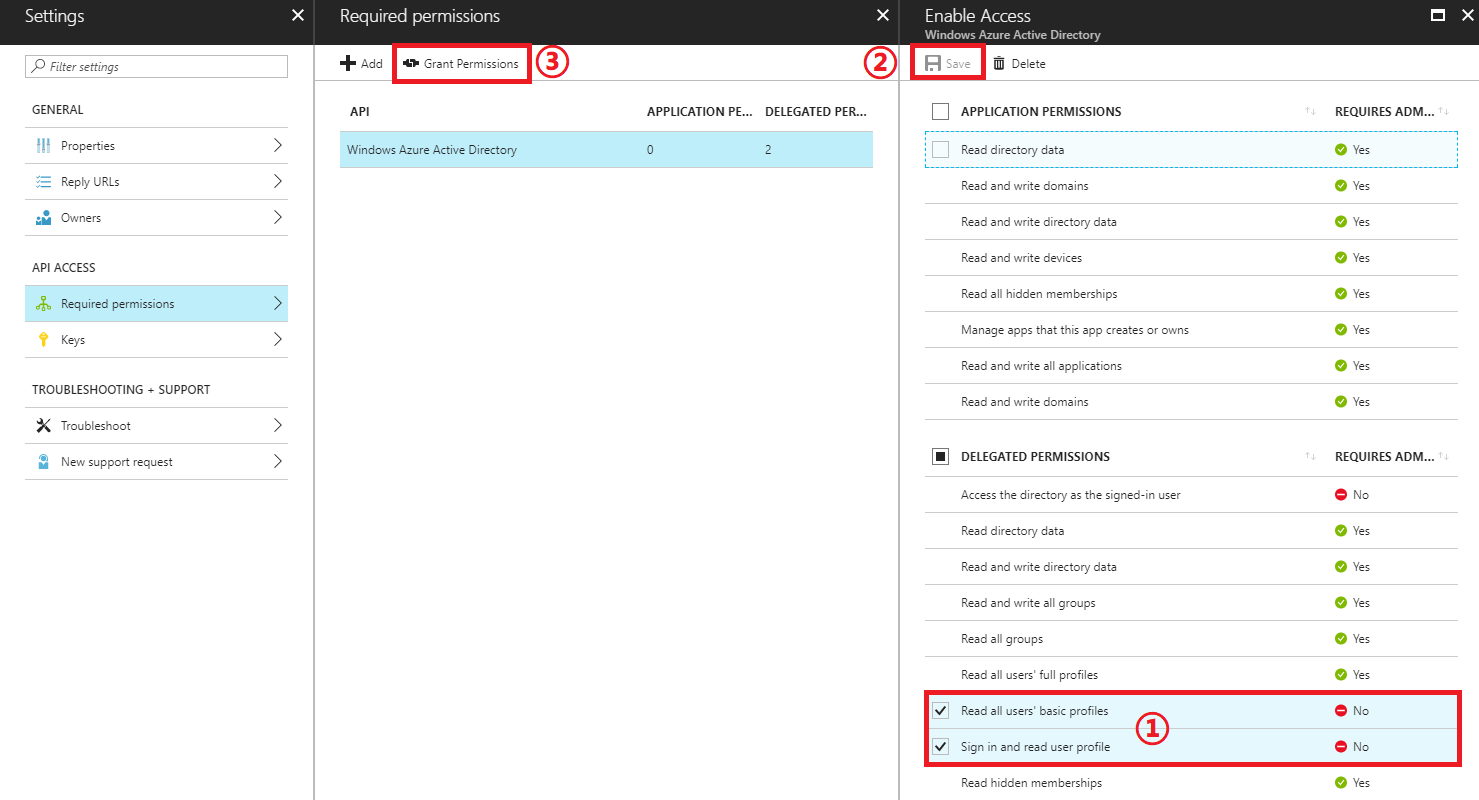 Settings
Filter settings
GENERAL
Properties
Reply URLs
Owners
API ACCESS
Required permissions
Keys
TROUBLESHOOTING + SUPPORT
Troubleshoot
New support request
Required permissions
Add
Grant Permissions
③
API APPLICATION PE... DELEGATED PER...
Windows Azure Active Directory 0 2
Enable Access
Windows Azure Active Directory
②
Save
Delete
APPLICATION PERMISSIONS REQUIRES ADM...
Read directory data Yes
Read and write domains Yes
Read and write directory data Yes
Read and write devices Yes
Read all hidden memberships Yes
Manage apps that this app creates or owns Yes
Read and write all applications Yes
Read and write domains Yes
DELEGATED PERMISSIONS REQUIRES ADM...
Access the directory as the signed-in user No
Read directory data Yes
Read and write directory data Yes
Read and write all groups Yes
Read all groups Yes
Read all users' full profiles Yes
Read all users' basic profiles No
①
Sign in and read user profile No
Read hidden memberships Yes